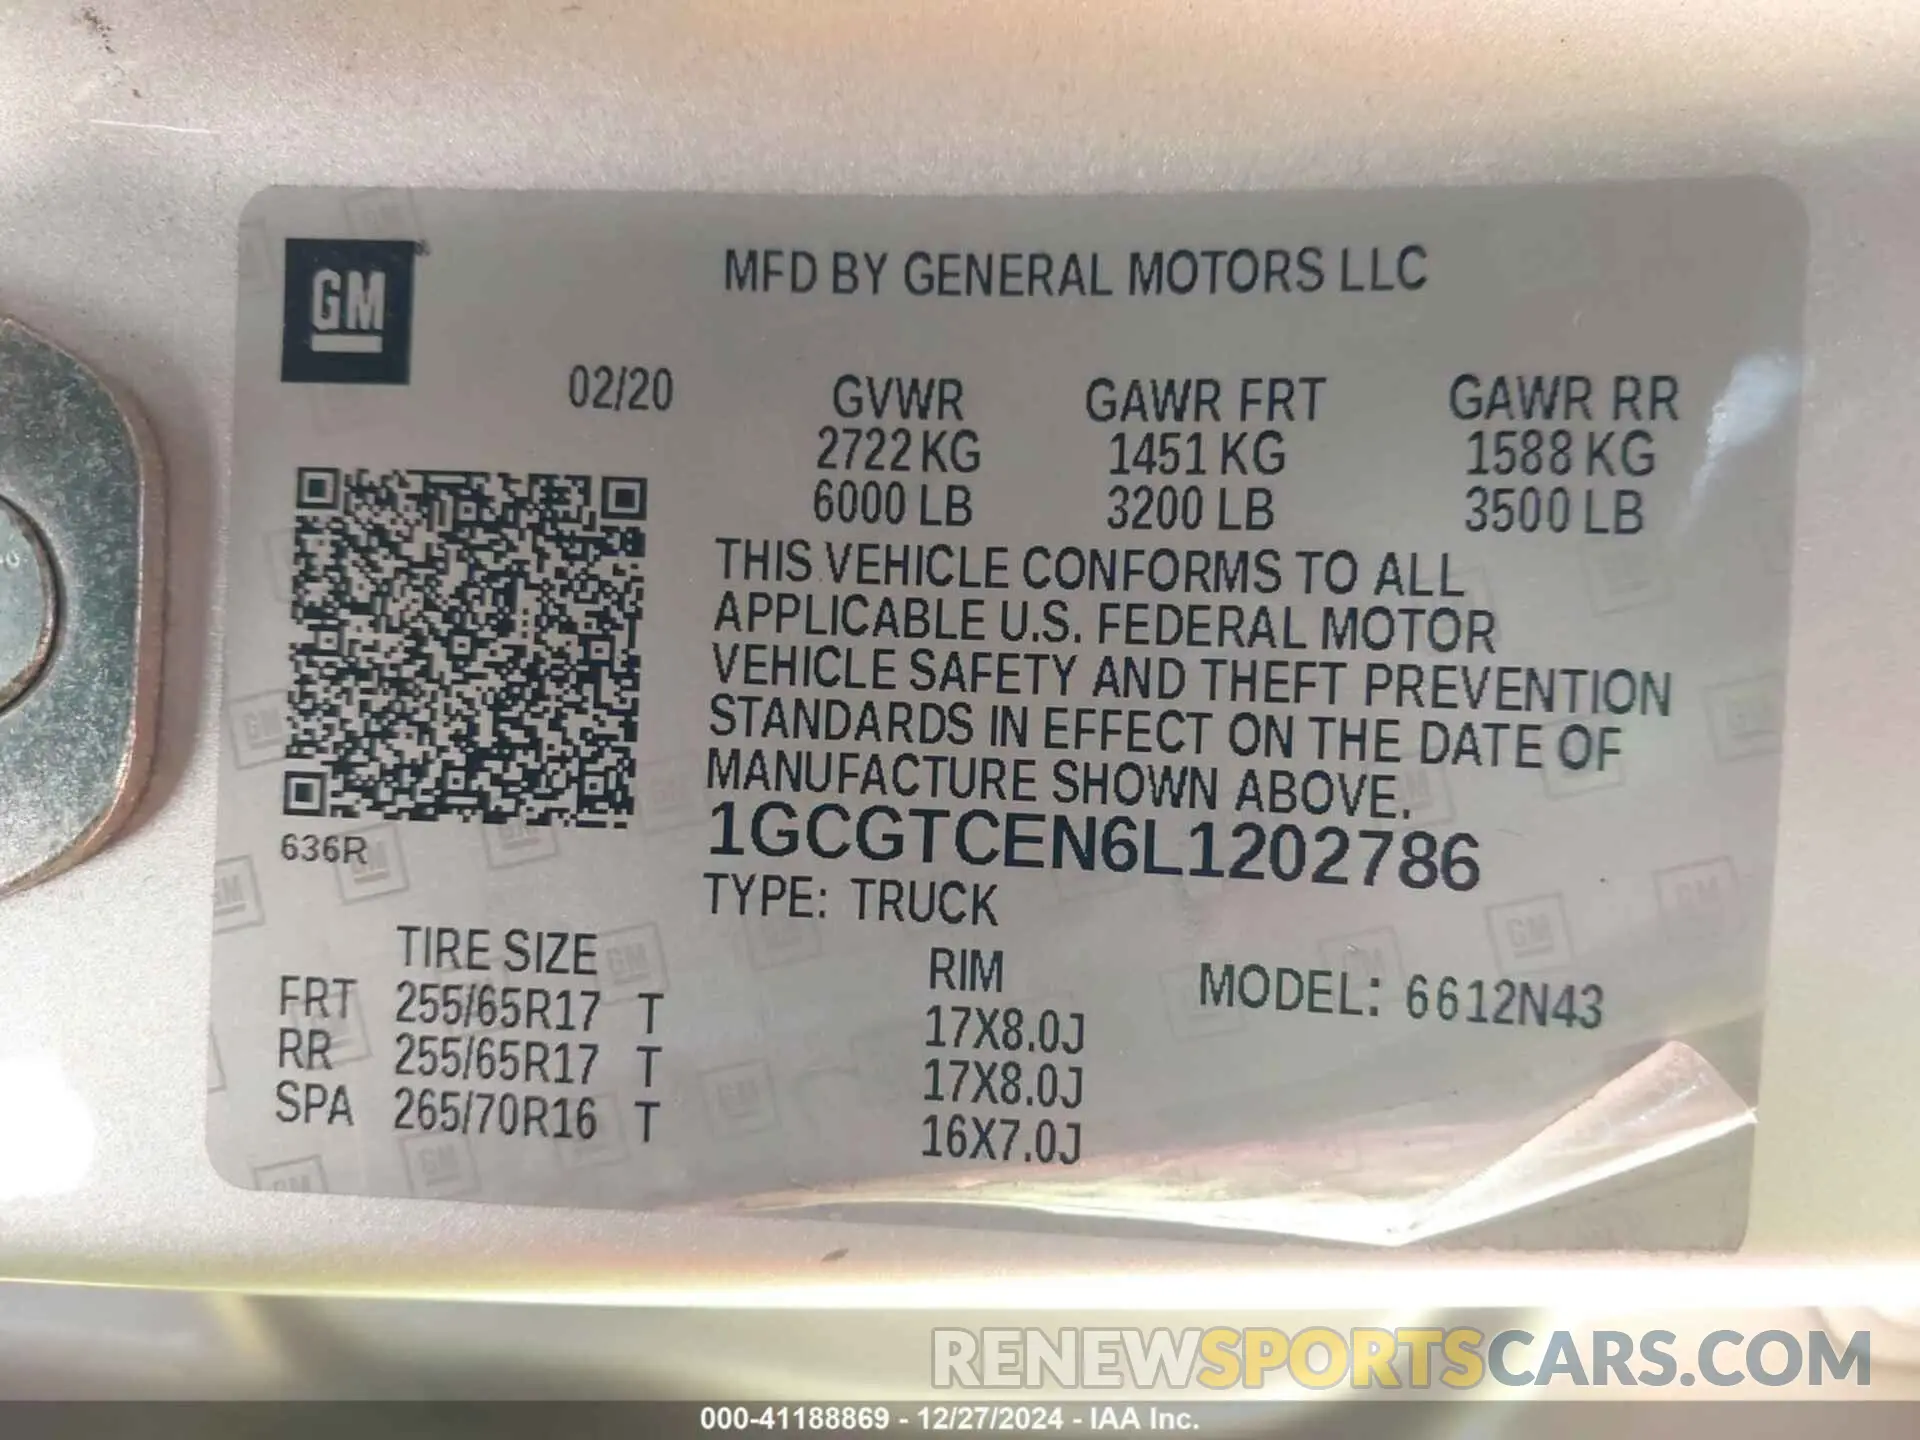 GM
MFD BY GENERAL MOTORS LLC
02/20
GVWR GAWR FRT GAWR RR
2722 KG 1451 KG 1588 KG
6000 LB 3200 LB 3500 LB
THIS VEHICLE CONFORMS TO ALL
APPLICABLE U.S. FEDERAL MOTOR
VEHICLE SAFETY AND THEFT PREVENTION
STANDARDS IN EFFECT ON THE DATE OF
MANUFACTURE SHOWN ABOVE.
636R
1GCGTCEN6L1202786
TYPE: TRUCK
TIRE SIZE RIM MODEL: 6612N43
FRT 255/65R17 T 17X8.0J
RR 255/65R17 T 17X8.0J
SPA 265/70R16 T 16X7.0J
RENEWSPORTSCARS.COM
000-41188869 - 12/27/2024 - IAA Inc.